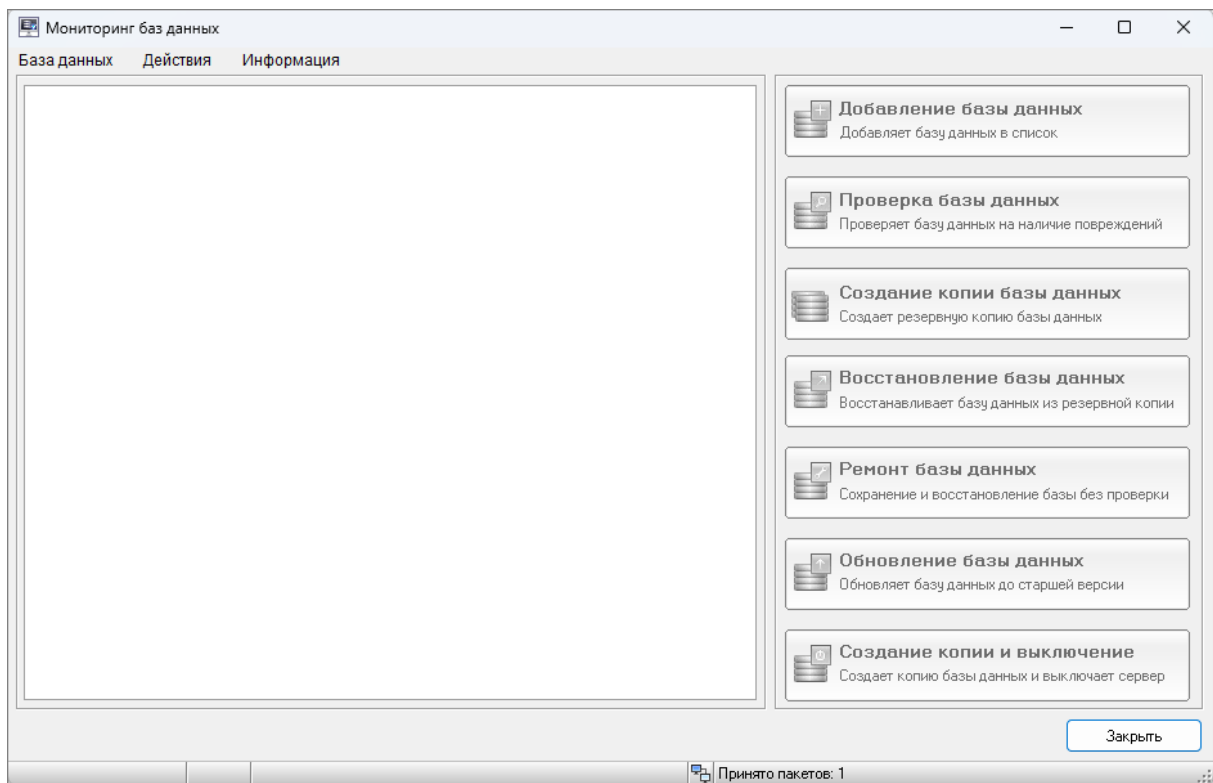 Мониторинг баз данных
База данных Действия Информация
Добавление базы данных
Добавляет базу данных в список
Проверка базы данных
Проверяет базу данных на наличие повреждений
Создание копии базы данных
Создает резервную копию базы данных
Восстановление базы данных
Восстанавливает базу данных из резервной копии
Ремонт базы данных
Сохранение и восстановление базы без проверки
Обновление базы данных
Обновляет базу данных до старшей версии
Создание копии и выключение
Создает копию базы данных и выключает сервер
Закрыть
Принято пакетов: 1